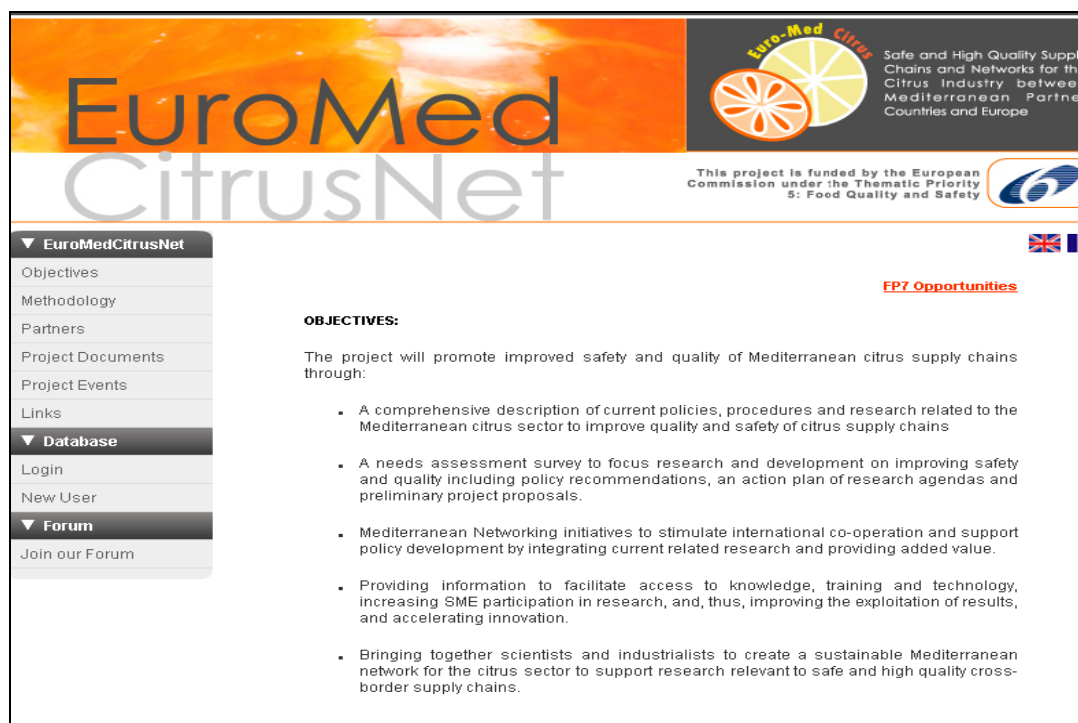 EuroMed
CitrusNet
Euro-Med Citrus
Safe and High Quality Suppl
Chains and Networks for th
Citrus Industry betwee
Mediterranean Partne
Countries and Europe
This project is funded by the European
Commission under the Thematic Priority
5: Food Quality and Safety
6
▼ EuroMedCitrusNet
Objectives
Methodology
Partners
Project Documents
Project Events
Links
▼ Database
Login
New User
▼ Forum
Join our Forum
FP7 Opportunities
OBJECTIVES:
The project will promote improved safety and quality of Mediterranean citrus supply chains
through:
A comprehensive description of current policies, procedures and research related to the
Mediterranean citrus sector to improve quality and safety of citrus supply chains
A needs assessment survey to focus research and development on improving safety
and quality including policy recommendations, an action plan of research agendas and
preliminary project proposals.
Mediterranean Networking initiatives to stimulate international co-operation and support
policy development by integrating current related research and providing added value.
Providing information to facilitate access to knowledge, training and technology,
increasing SME participation in research, and, thus, improving the exploitation of results,
and accelerating innovation.
Bringing together scientists and industrialists to create a sustainable Mediterranean
network for the citrus sector to support research relevant to safe and high quality cross-
border supply chains.